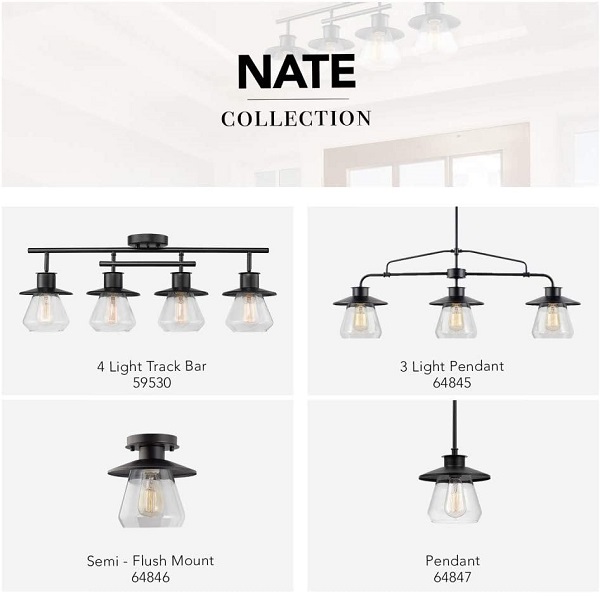 NATE
COLLECTION
4 Light Track Bar
59530
3 Light Pendant
64845
Semi - Flush Mount
64846
Pendant
64847